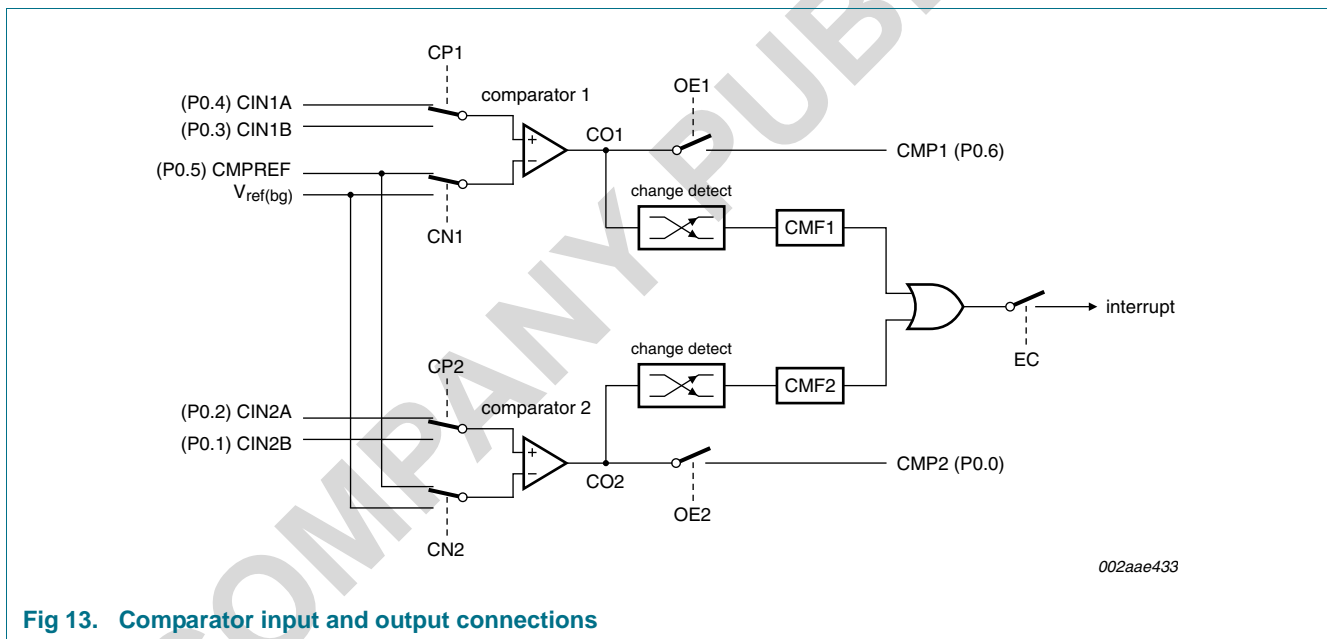 COMPANY PUB
CP1
OE1
(P0.4) CIN1A
comparator 1
(P0.3) CIN1B
+
CO1
(P0.5) CMPREF
−
CMP1 (P0.6)
Vref(bg)
change detect
CN1
CMF1
interrupt
change detect
EC
CP2
CMF2
(P0.2) CIN2A
comparator 2
(P0.1) CIN2B
+
−
CMP2 (P0.0)
CO2
OE2
CN2
002aae433
Fig 13. Comparator input and output connections